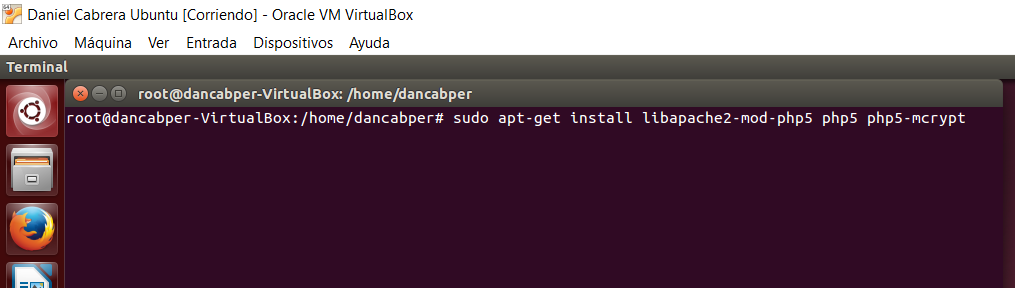 Daniel Cabrera Ubuntu [Corriendo] - Oracle VM VirtualBox
Archivo Máquina Ver Entrada Dispositivos Ayuda
Terminal
root@dancabper-VirtualBox: /home/dancabper
root@dancabper-VirtualBox:/home/dancabper# sudo apt-get install libapache2-mod-php5 php5 php5-mcrypt